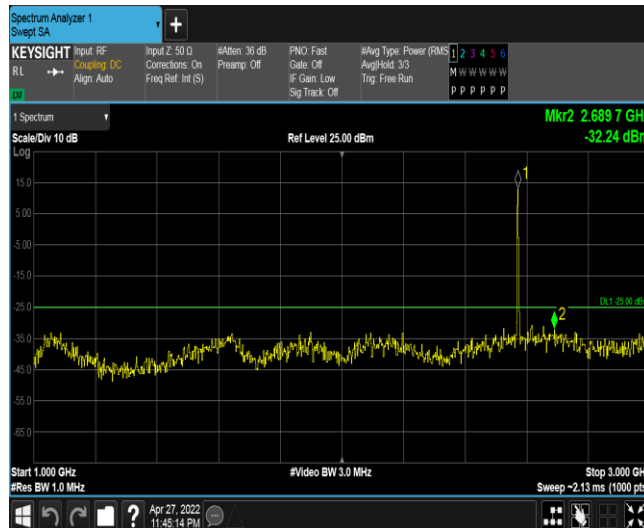 Spectrum Analyzer 1
Swept SA
+
KEYSIGHT
RL
Input: RF
Coupling: DC
Align: Auto
Input Z: 50 Ω
Corrections: On
Freq Ref: Int (S)
#Atten: 36 dB
Preamp: Off
PNO: Fast
Gate: Off
IF Gain: Low
Sig Track: Off
#Avg Type: Power (RMS
Avg|Hold: 3/3
Trig: Free Run
1 2 3 4 5 6
M W W W W W
P P P P P P
1 Spectrum
Mkr2 2.689 7 GH
-32.24 dBn
Scale/Div 10 dB
Ref Level 25.00 dBm
Log
15.0
5.00
-5.00
-15.0
-25.0
-35.0
-45.0
-55.0
-65.0
1
DL1 -25.00 dB
2
Start 1.000 GHz
#Video BW 3.0 MHz
Stop 3.000 GH
#Res BW 1.0 MHz
Sweep ~2.13 ms (1000 pts
?
Apr 27, 2022
11:45:14 PM